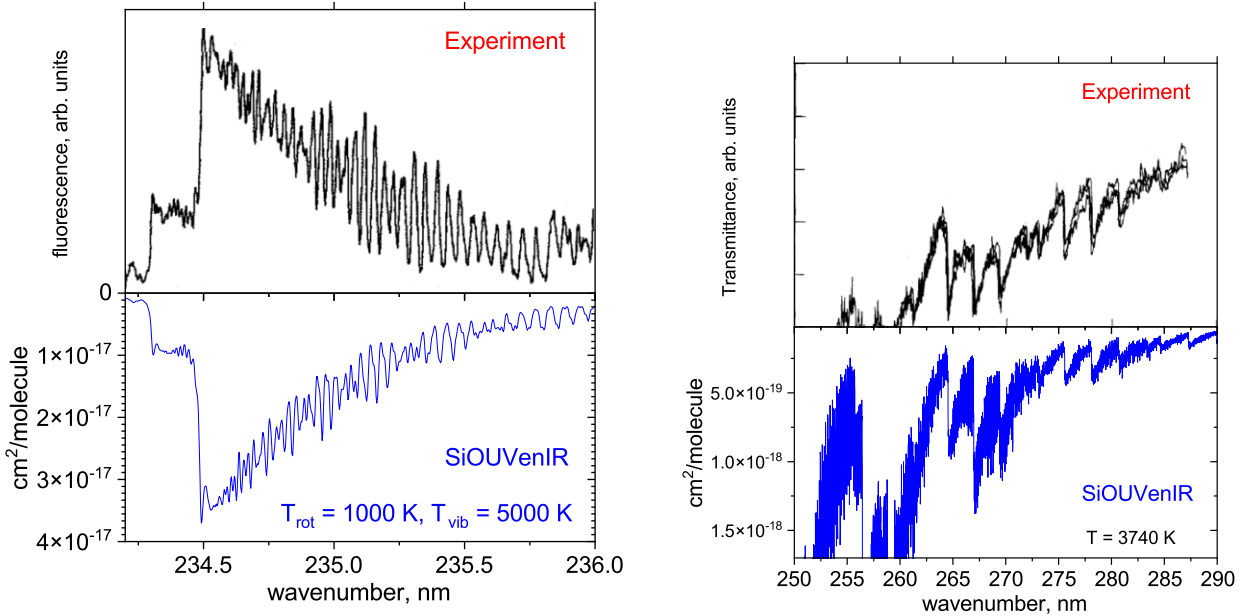 Experiment
fluorescence, arb. units
0
1×10⁻¹⁷
2×10⁻¹⁷
3×10⁻¹⁷
4×10⁻¹⁷
cm²/molecule
SiOUVenIR
T_rot = 1000 K, T_vib = 5000 K
234.5 235.0 235.5 236.0
wavenumber, nm
Experiment
Transmittance, arb. units
5.0×10⁻¹⁹
1.0×10⁻¹⁸
1.5×10⁻¹⁸
cm²/molecule
SiOUVenIR
T = 3740 K
250 255 260 265 270 275 280 285 290
wavenumber, nm